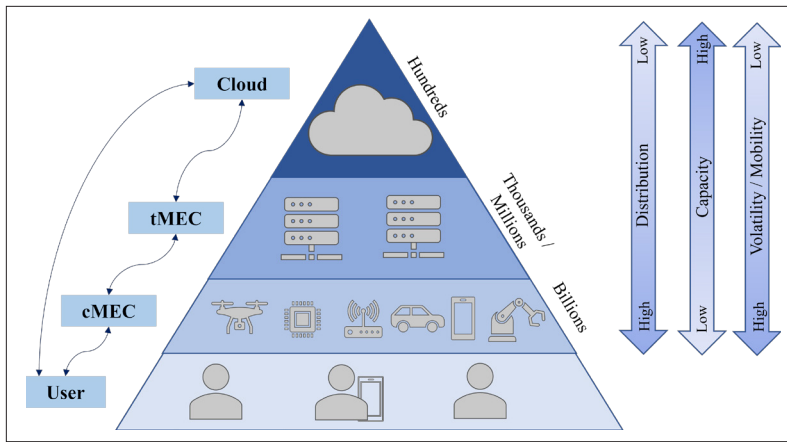 Cloud
tMEC
cMEC
User
Hundreds
Thousands /
Millions
Billions
Low
Distribution
High
High
Capacity
Low
Low
Volatility / Mobility
High